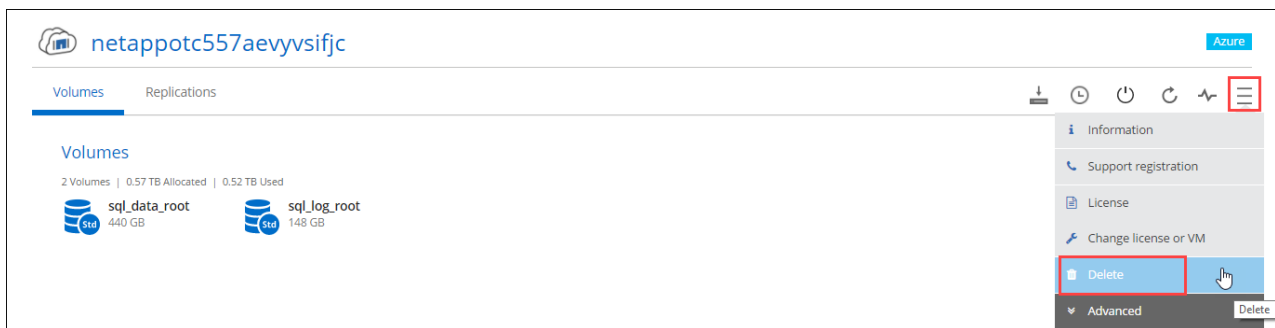 netappotc557aevyvsifjc
Azure
Volumes Replications
Information
Volumes
Support registration
2 Volumes | 0.57 TB Allocated | 0.52 TB Used
sql_data_root sql_log_root
Std 440 GB Std 148 GB
License
Change license or VM
Delete
Advanced
Delete